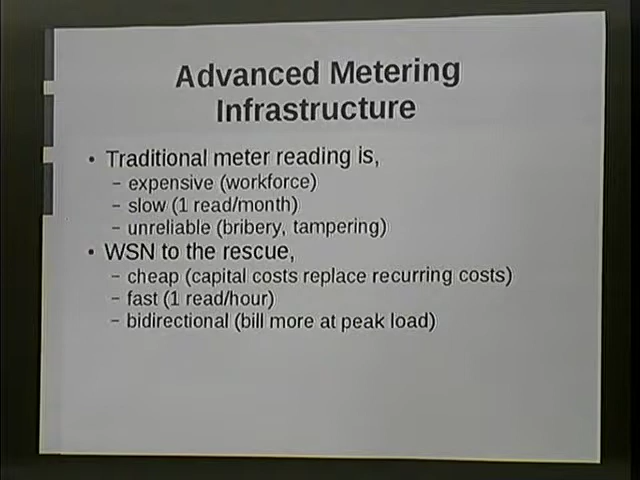 Advanced Metering
Infrastructure
• Traditional meter reading is,
– expensive (workforce)
– slow (1 read/month)
– unreliable (bribery, tampering)
• WSN to the rescue,
– cheap (capital costs replace recurring costs)
– fast (1 read/hour)
– bidirectional (bill more at peak load)